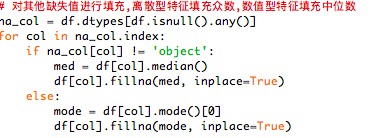 # 对其他缺失值进行填充,离散型特征填充众数,数值型特征填充中位数
na_col = df.dtypes[df.isnull().any()]
for col in na_col.index:
    if na_col[col] != 'object':
        med = df[col].median()
        df[col].fillna(med, inplace=True)
    else:
        mode = df[col].mode()[0]
        df[col].fillna(mode, inplace=True)